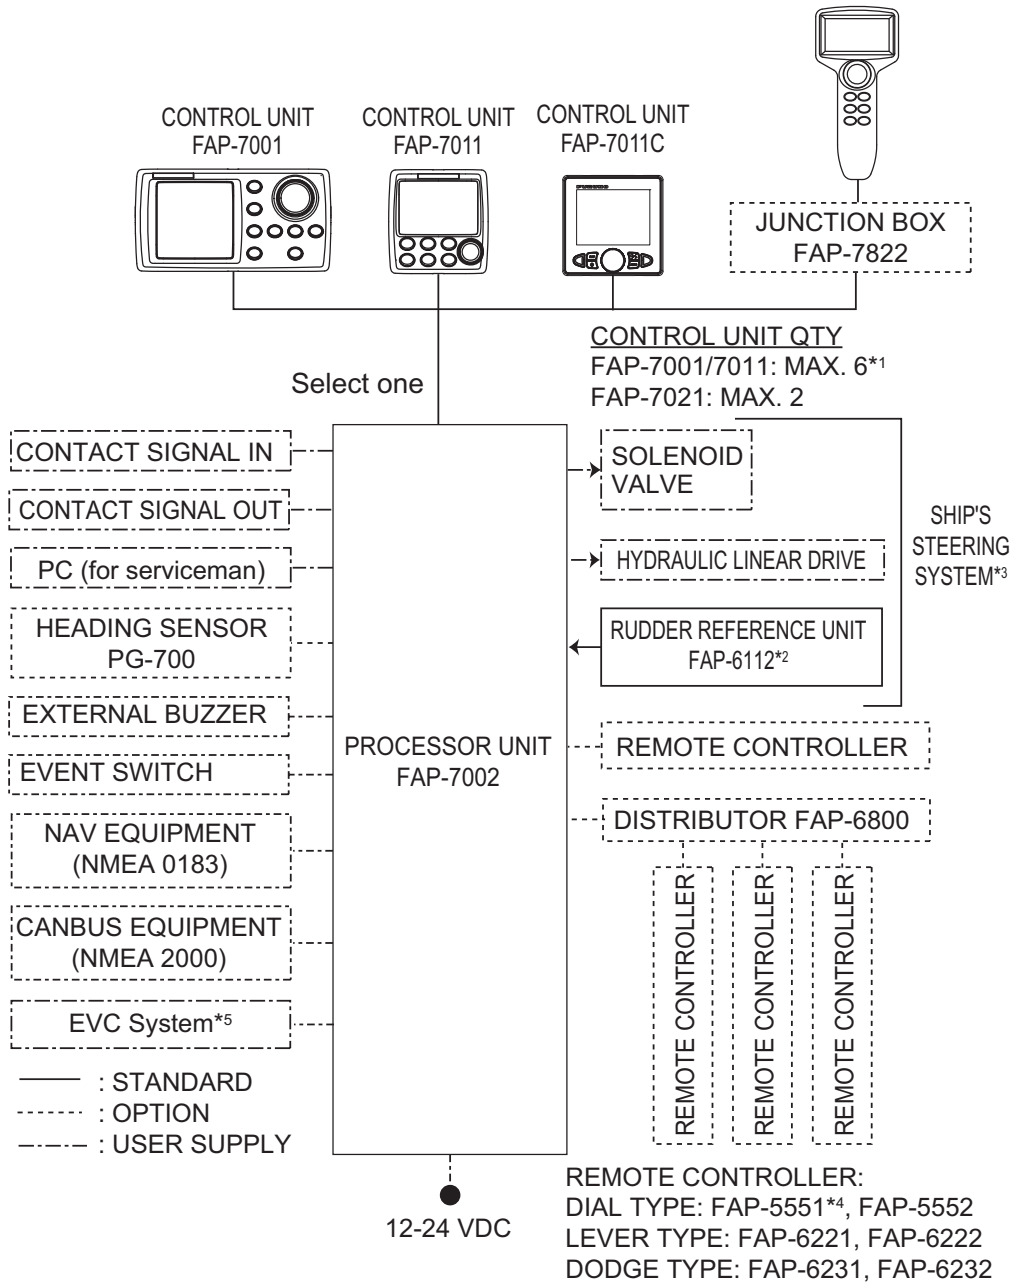 CONTROL UNIT
FAP-7001
CONTROL UNIT
FAP-7011
CONTROL UNIT
FAP-7011C
JUNCTION BOX
FAP-7822
CONTROL UNIT QTY
FAP-7001/7011: MAX. 6*1
FAP-7021: MAX. 2
Select one
CONTACT SIGNAL IN
CONTACT SIGNAL OUT
PC (for serviceman)
HEADING SENSOR
PG-700
EXTERNAL BUZZER
EVENT SWITCH
NAV EQUIPMENT
(NMEA 0183)
CANBUS EQUIPMENT
(NMEA 2000)
EVC System*5
: STANDARD
: OPTION
: USER SUPPLY
PROCESSOR UNIT
FAP-7002
12-24 VDC
SOLENOID
VALVE
HYDRAULIC LINEAR DRIVE
RUDDER REFERENCE UNIT
FAP-6112*2
SHIP'S
STEERING
SYSTEM*3
REMOTE CONTROLLER
DISTRIBUTOR FAP-6800
REMOTE CONTROLLER
REMOTE CONTROLLER
REMOTE CONTROLLER
REMOTE CONTROLLER:
DIAL TYPE: FAP-5551*4, FAP-5552
LEVER TYPE: FAP-6221, FAP-6222
DODGE TYPE: FAP-6231, FAP-6232